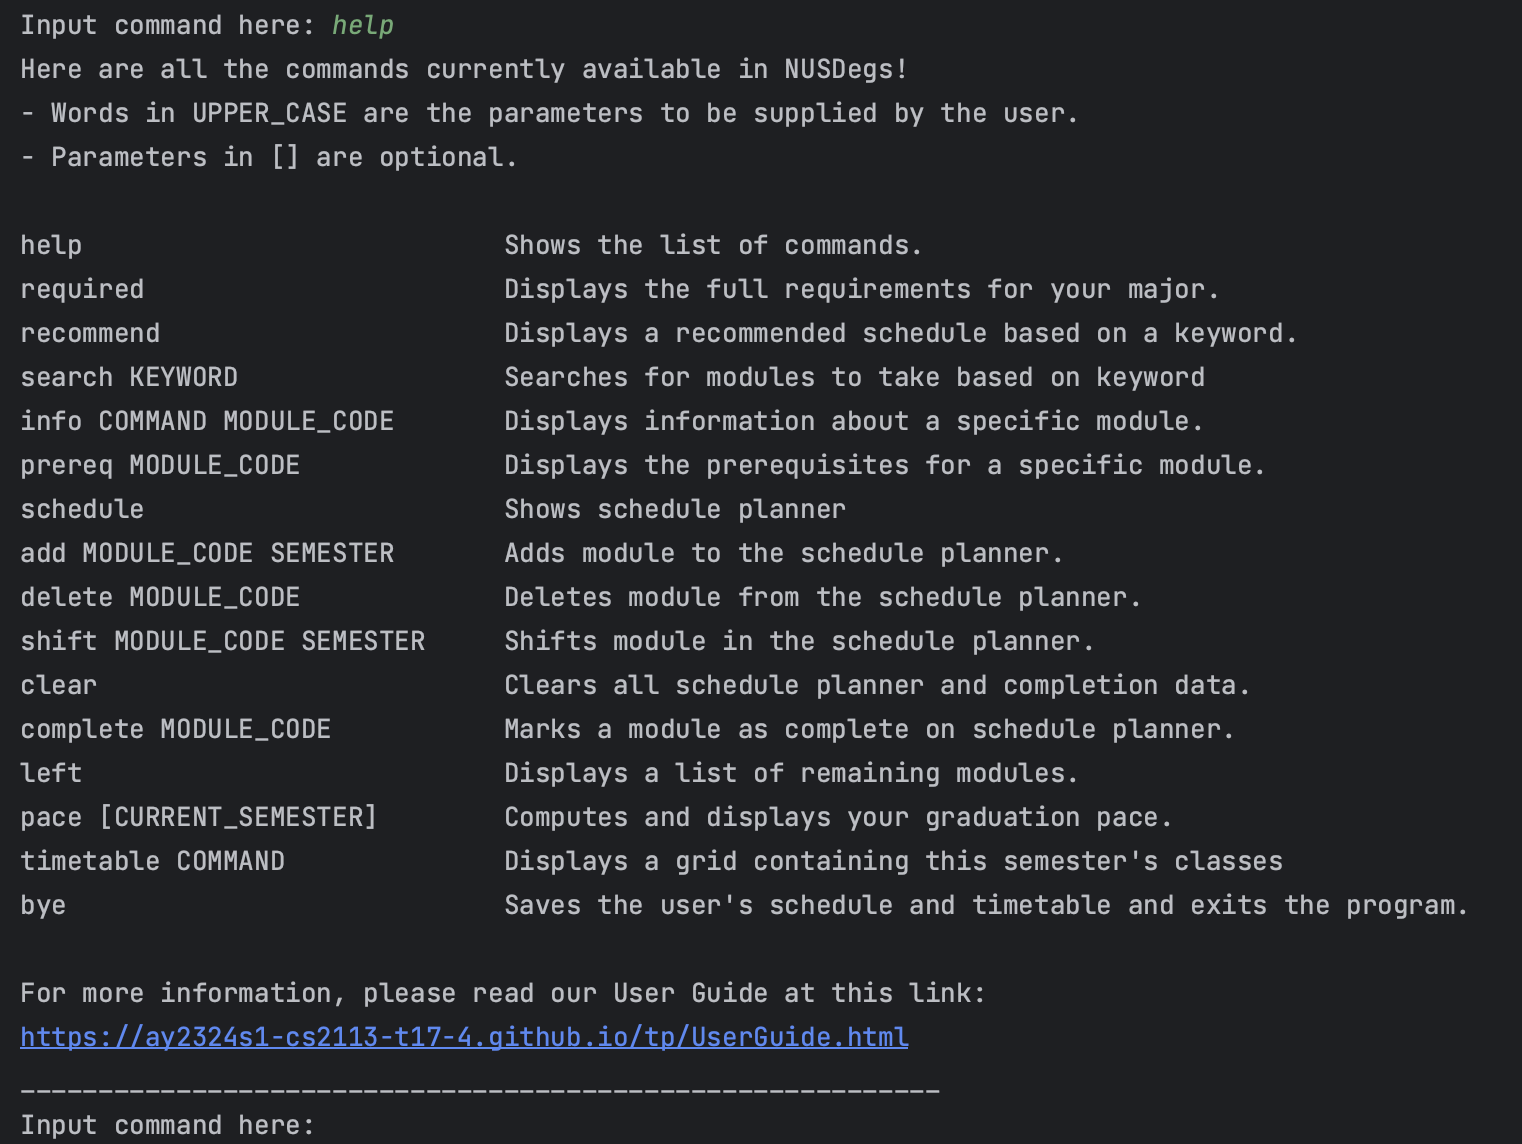 Input command here: help
Here are all the commands currently available in NUSDegs!
- Words in UPPER_CASE are the parameters to be supplied by the user.
- Parameters in [] are optional.
help                           Shows the list of commands.
required                       Displays the full requirements for your major.
recommend                      Displays a recommended schedule based on a keyword.
search KEYWORD                 Searches for modules to take based on keyword
info COMMAND MODULE_CODE       Displays information about a specific module.
prereq MODULE_CODE             Displays the prerequisites for a specific module.
schedule                       Shows schedule planner
add MODULE_CODE SEMESTER       Adds module to the schedule planner.
delete MODULE_CODE             Deletes module from the schedule planner.
shift MODULE_CODE SEMESTER     Shifts module in the schedule planner.
clear                          Clears all schedule planner and completion data.
complete MODULE_CODE           Marks a module as complete on schedule planner.
left                           Displays a list of remaining modules.
pace [CURRENT_SEMESTER]        Computes and displays your graduation pace.
timetable COMMAND              Displays a grid containing this semester's classes
bye                            Saves the user's schedule and timetable and exits the program.
For more information, please read our User Guide at this link:
https://ay2324s1-cs2113-t17-4.github.io/tp/UserGuide.html
___________________________________________________________
Input command here: